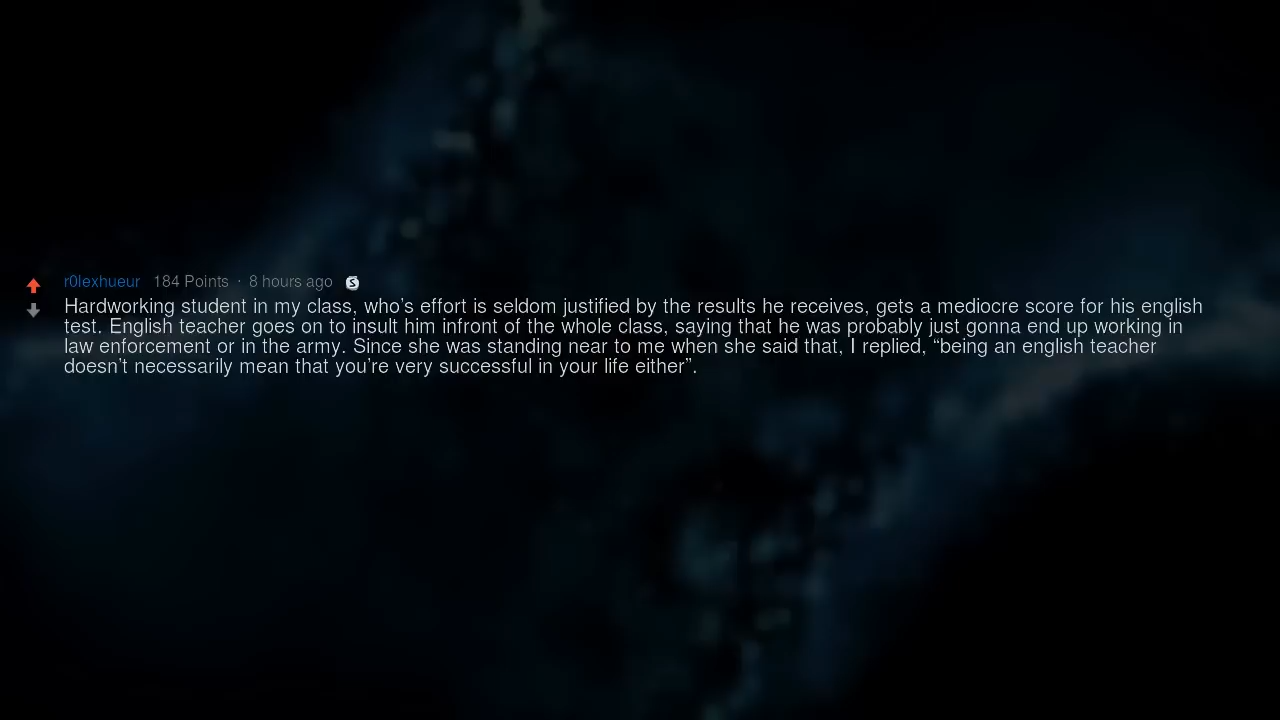 r0lexhueur 184 Points · 8 hours ago
Hardworking student in my class, who’s effort is seldom justified by the results he receives, gets a mediocre score for his english
test. English teacher goes on to insult him infront of the whole class, saying that he was probably just gonna end up working in
law enforcement or in the army. Since she was standing near to me when she said that, I replied, “being an english teacher
doesn’t necessarily mean that you’re very successful in your life either”.